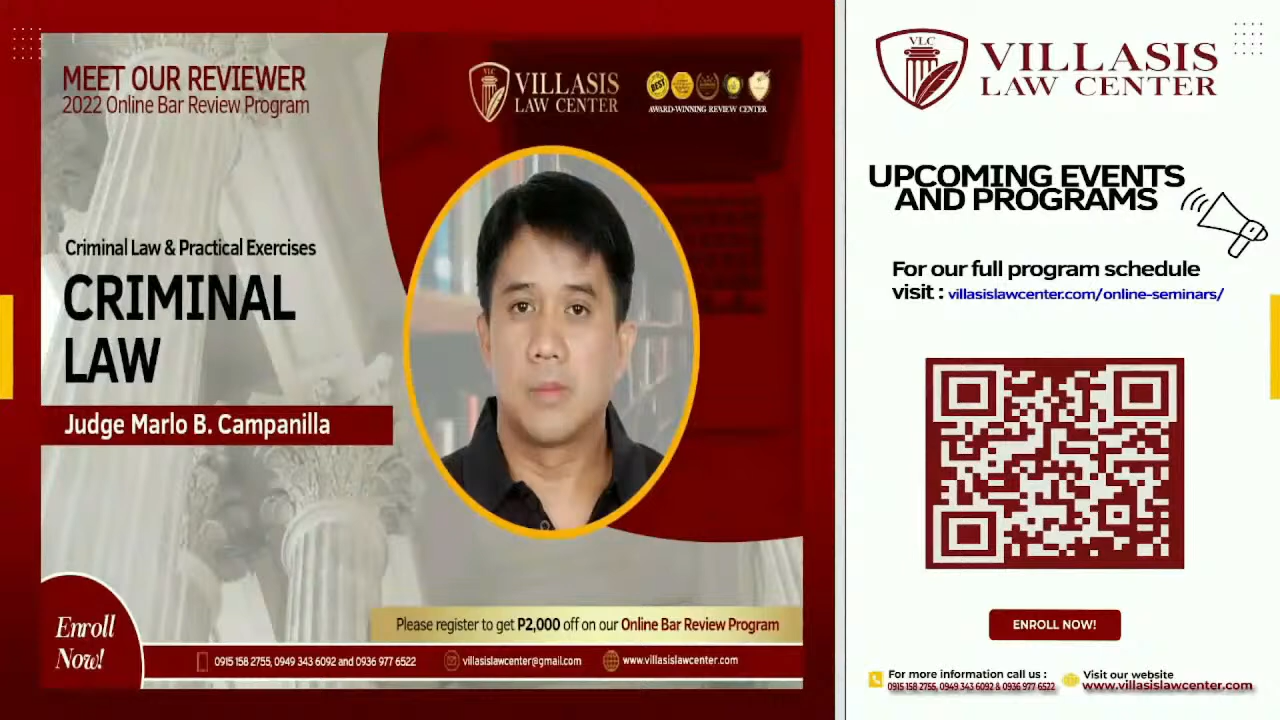 MEET OUR REVIEWER
2022 Online Bar Review Program
VLC
VILLASIS
LAW CENTER
BEST
AWARD-WINNING REVIEW CENTER
Criminal Law & Practical Exercises
CRIMINAL
LAW
Judge Marlo B. Campanilla
Enroll
Now!
Please register to get P2,000 off on our Online Bar Review Program
0915 158 2755, 0949 343 6092 and 0936 977 6522
villasislawcenter@gmail.com
www.villasislawcenter.com
VLC
VILLASIS
LAW CENTER
UPCOMING EVENTS
AND PROGRAMS
For our full program schedule
visit : villasislawcenter.com/online-seminars/
ENROLL NOW!
For more information call us :
0915 158 2755, 0949 343 6092 & 0936 977 6522
Visit our website
www.villasislawcenter.com